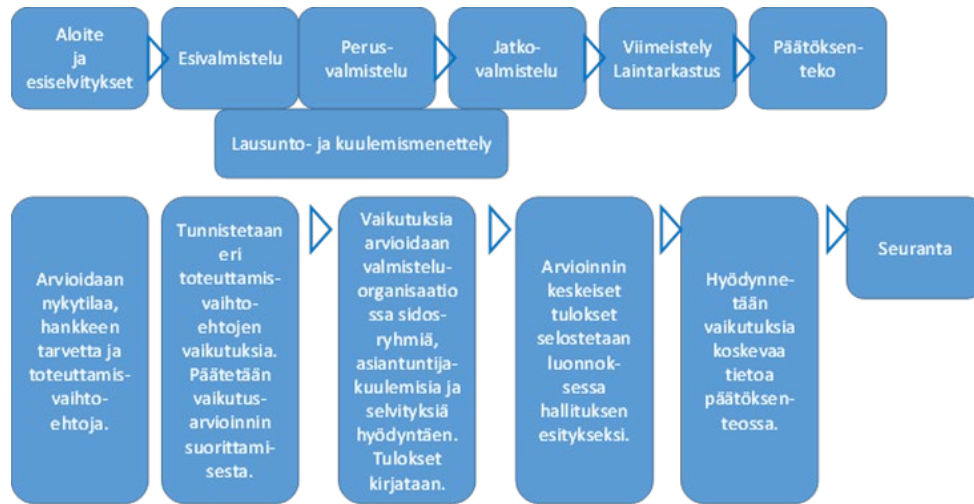 Aloite
ja
esiselvitykset
Esivalmistelu
Perus-
valmistelu
Jatko-
valmistelu
Viimeistely
Laintarkastus
Päätöksen-
teko
Lausunto- ja kuulemismenettely
Arvioidaan
nykytilaa,
hankkeen
tarvetta ja
toteuttamis-
vaihto-
ehtoja.
Tunnistetaan
eri
toteuttamis-
vaihto-
ehtojen
vaikutuksia.
Päätetään
vaikutus-
arvioinnin
suorittami-
sesta.
Vaikutuksia
arvioidaan
valmistelu-
organisaatio
ssa sidos-
ryhmiä,
asiantuntija-
kuulemisia ja
selvityksiä
hyödyntäen.
Tulokset
kirjataan.
Arvioinnin
keskeiset
tulokset
selostetaan
luonnok-
sessa
hallituksen
esitykseksi.
Hyödynne-
tään
vaikutuksia
koskevaa
tietoa
päätöksen-
teossa.
Seuranta